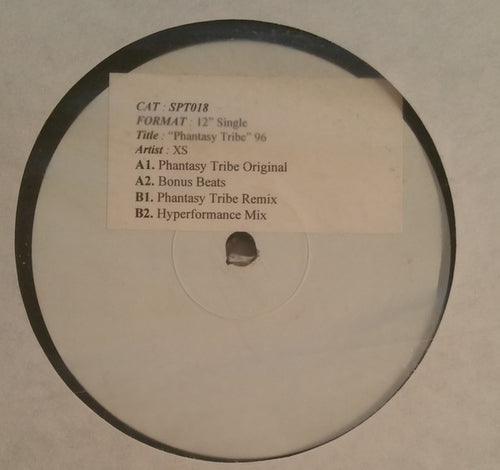 CAT : SPT018
FORMAT : 12" Single
Title : "Phantasy Tribe" 96
Artist : XS
A1. Phantasy Tribe Original
A2. Bonus Beats
B1. Phantasy Tribe Remix
B2. Hyperformance Mix